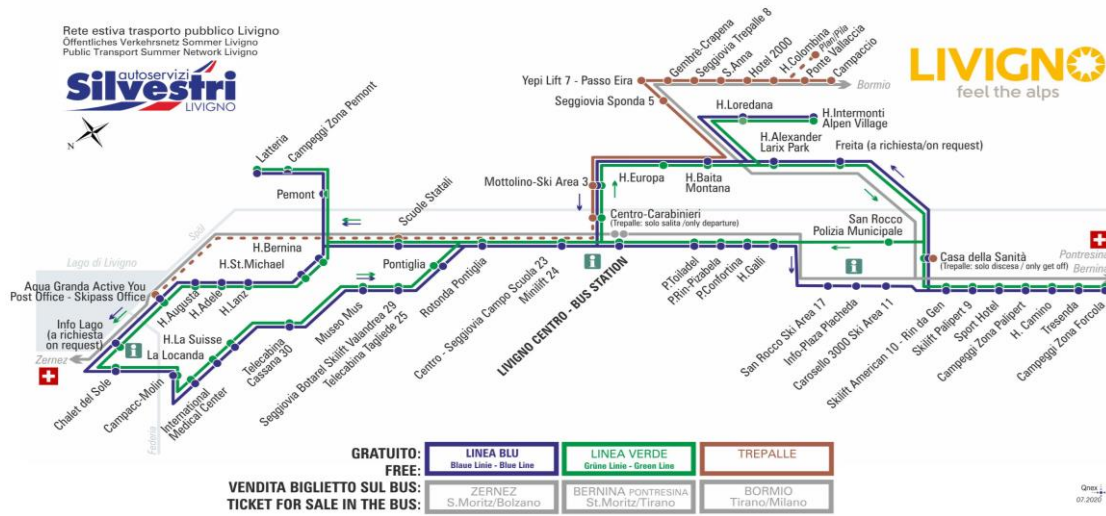 Rete estiva trasporto pubblico Livigno
Öffentliches Verkehrsnetz Sommer Livigno
Public Transport Summer Network Livigno
autoservizi
Silvestri
LIVIGNO
N
LIVIGNO
feel the alps
Gembrè-Crapena
Seggiovia Trepalle 8
S.Anna
Hotel 2000
H.Colombina
Plan/Pila
Ponte Vallaccia
Campaccio
Yepi Lift 7 - Passo Eira
Bormio
Seggiovia Sponda 5
H.Loredana
H.Intermonti
Alpen Village
H.Alexander
Larix Park
Freita (a richiesta/on request)
Latteria
Campeggi Zona Pemont
Pemont
Scuole Statali
Mottolino-Ski Area 3
H.Europa
H.Baita
Montana
Centro-Carabinieri
(Trepalle: solo salita /only departure)
San Rocco
Polizia Municipale
Pontresina
Bernina
Casa della Sanità
(Trepalle: solo discesa / only get off)
Spöl
Lago di Livigno
H.Bernina
H.St.Michael
Aqua Granda Active You
Post Office - Skipass Office
H.Augusta
H.Adele
H.Lanz
Pontiglia
Info Lago
(a richiesta
on request)
i
i
i
Zernez
H.La Suisse
La Locanda
Chalet del Sole
Campacc-Molin
Federia
International
Medical Center
Telecabina
Cassana 30
Museo Mus
Seggiovia Botarel Skilift Valandrea 29
Telecabina Tagliede 25
Rotonda Pontiglia
Centro - Seggiovia Campo Scuola 23
Minilift 24
LIVIGNO CENTRO - BUS STATION
P.Toiladel
P.Rin-Pizabela
P.Confortina
H.Galli
San Rocco Ski Area 17
Info-Plaza Placheda
Carosello 3000 Ski Area 11
Skilift American 10 - Rin da Gen
Skilift Palipert 9
Sport Hotel
Campeggi Zona Palipert
H. Camino
Tresenda
Campeggi Zona Forcola
GRATUITO:
FREE:
LINEA BLU
Blaue Linie - Blue Line
LINEA VERDE
Grüne Linie - Green Line
TREPALLE
VENDITA BIGLIETTO SUL BUS:
TICKET FOR SALE IN THE BUS:
ZERNEZ
S.Moritz/Bolzano
BERNINA PONTRESINA
St.Moritz/Tirano
BORMIO
Tirano/Milano
Qnex
07.2020